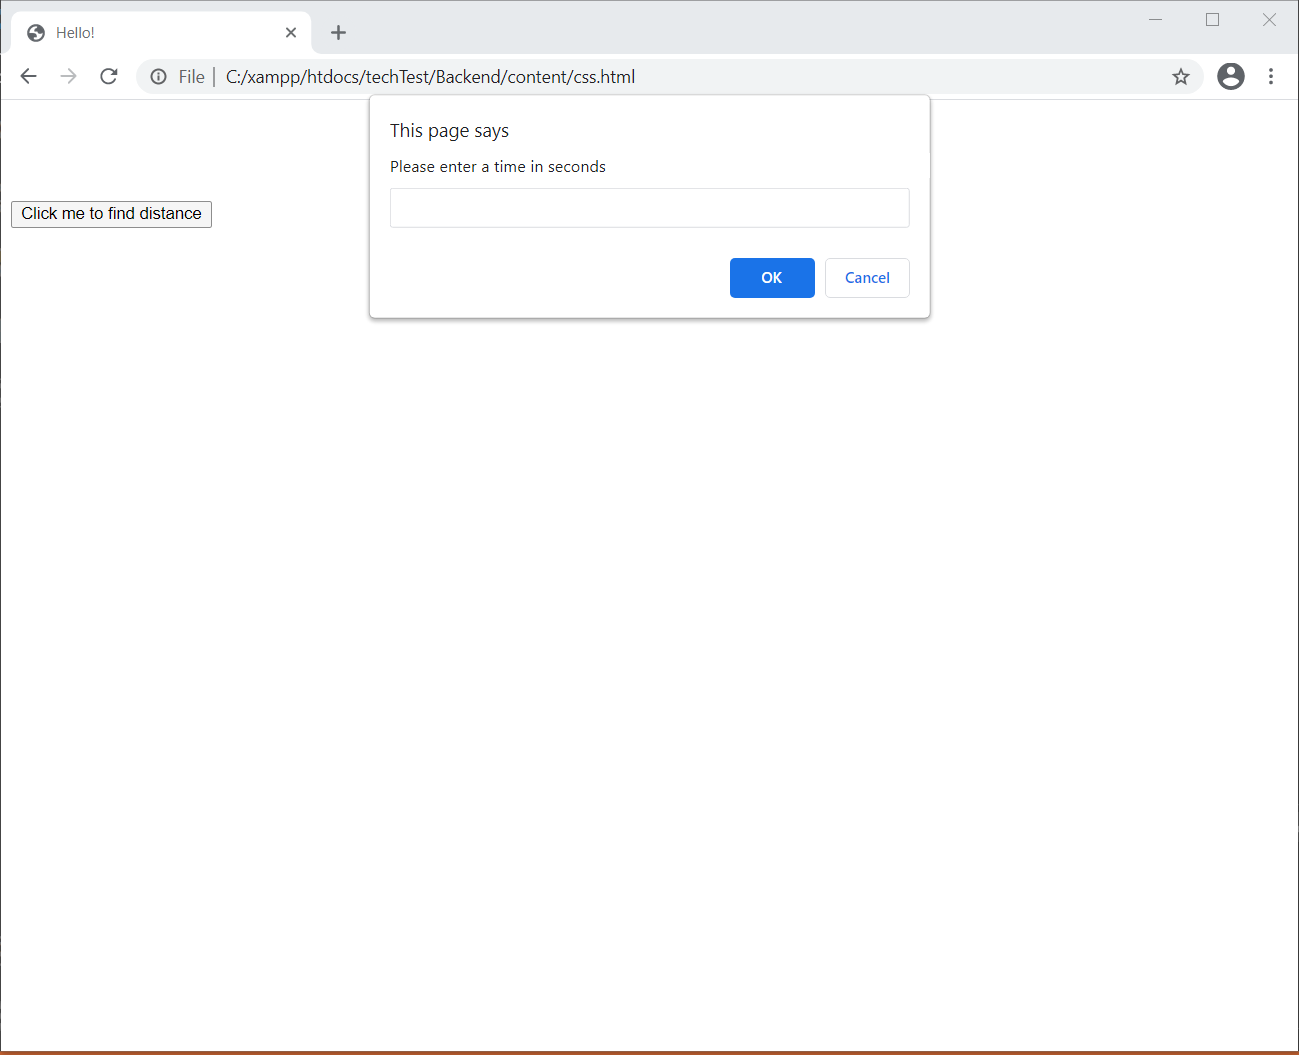 Hello!
File | C:/xampp/htdocs/techTest/Backend/content/css.html
This page says
Please enter a time in seconds
Click me to find distance
OK
Cancel